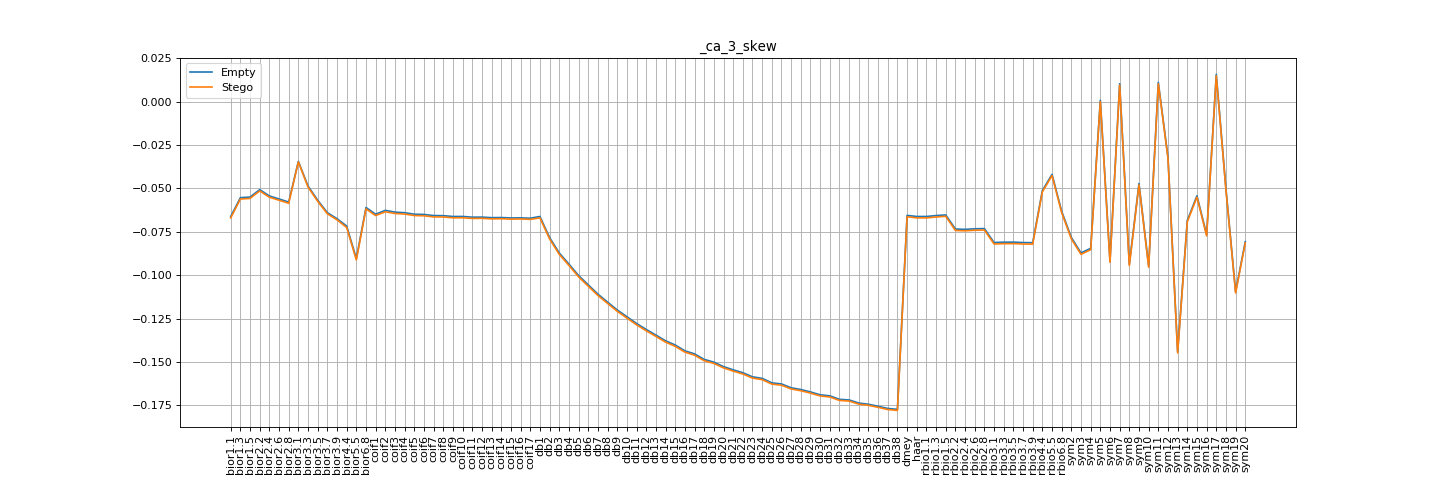 _ca_3_skew
Empty
Stego
0.025
0.000
−0.025
−0.050
−0.075
−0.100
−0.125
−0.150
−0.175
bior1.1
bior1.3
bior1.5
bior2.2
bior2.4
bior2.6
bior2.8
bior3.1
bior3.3
bior3.5
bior3.7
bior3.9
bior4.4
bior5.5
bior6.8
coif1
coif2
coif3
coif4
coif5
coif6
coif7
coif8
coif9
coif10
coif11
coif12
coif13
coif14
coif15
coif16
coif17
db1
db2
db3
db4
db5
db6
db7
db8
db9
db10
db11
db12
db13
db14
db15
db16
db17
db18
db19
db20
db21
db22
db23
db24
db25
db26
db27
db28
db29
db30
db31
db32
db33
db34
db35
db36
db37
db38
dmey
haar
rbio1.1
rbio1.3
rbio1.5
rbio2.2
rbio2.4
rbio2.6
rbio2.8
rbio3.1
rbio3.3
rbio3.5
rbio3.7
rbio3.9
rbio4.4
rbio5.5
rbio6.8
sym2
sym3
sym4
sym5
sym6
sym7
sym8
sym9
sym10
sym11
sym12
sym13
sym14
sym15
sym16
sym17
sym18
sym19
sym20